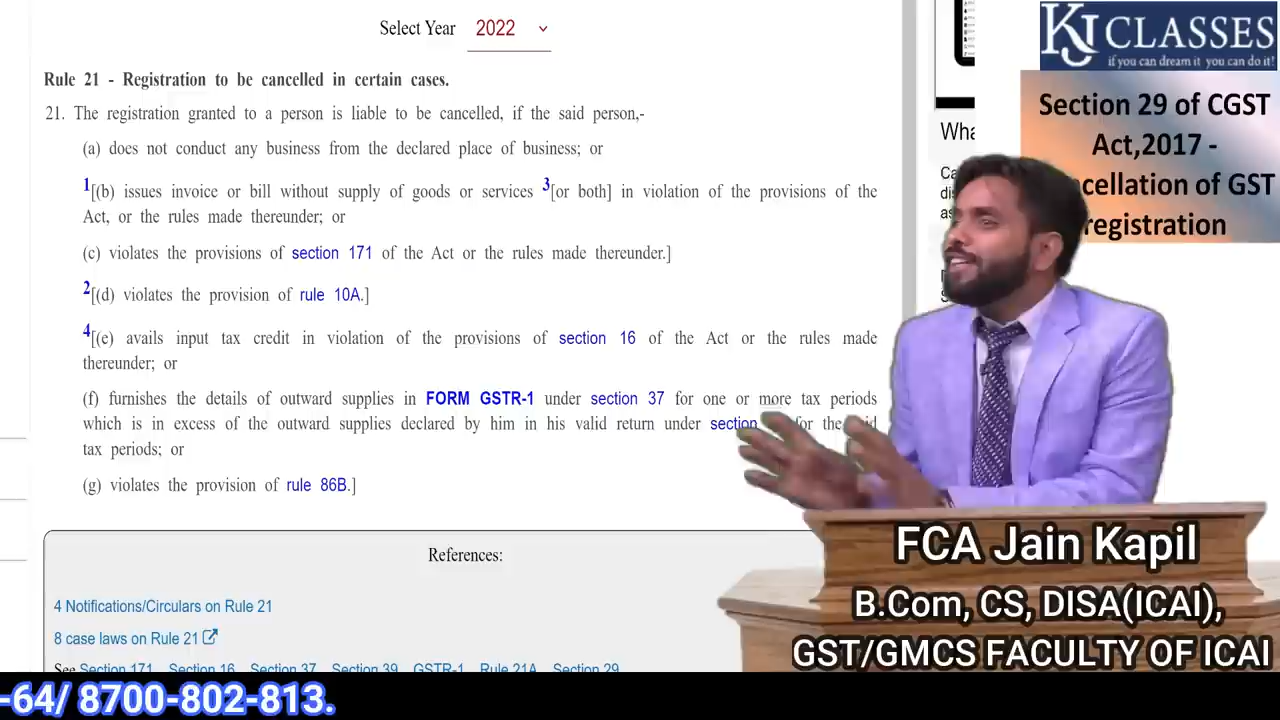 Select Year 2022
Rule 21 - Registration to be cancelled in certain cases.
21. The registration granted to a person is liable to be cancelled, if the said person,-
(a) does not conduct any business from the declared place of business; or
1[(b) issues invoice or bill without supply of goods or services 3[or both] in violation of the provisions of the
Act, or the rules made thereunder; or
(c) violates the provisions of section 171 of the Act or the rules made thereunder.]
2[(d) violates the provision of rule 10A.]
4[(e) avails input tax credit in violation of the provisions of section 16 of the Act or the rules made
thereunder; or
(f) furnishes the details of outward supplies in FORM GSTR-1 under section 37 for one or more tax periods
which is in excess of the outward supplies declared by him in his valid return under section for the
tax periods; or
(g) violates the provision of rule 86B.]
References:
4 Notifications/Circulars on Rule 21
8 case laws on Rule 21
See Section 171 Section 16 Section 37 Section 39 GSTR-1 Rule 21A Section 29
KJ CLASSES
if you can dream it you can do it!
Section 29 of CGST
Act,2017 -
cellation of GST
registration
FCA Jain Kapil
B.Com, CS, DISA(ICAI),
GST/GMCS FACULTY OF ICAI
-64/ 8700-802-813.